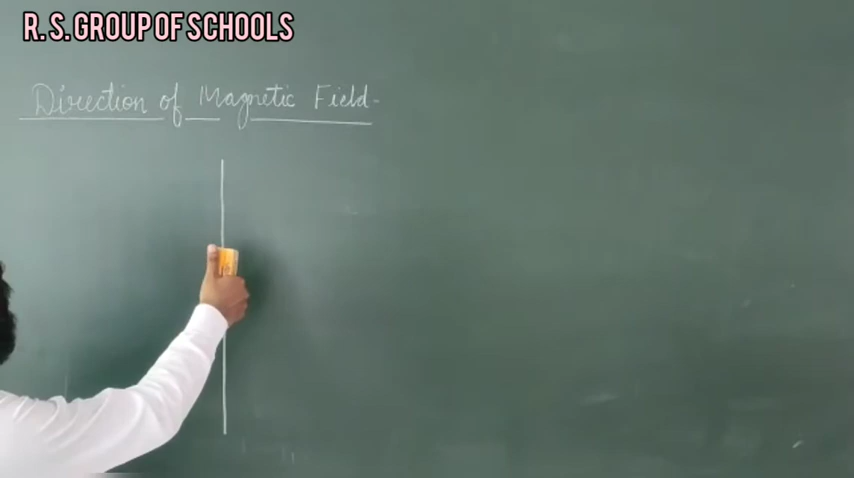 R. S. GROUP OF SCHOOLS
Direction of Magnetic Field-